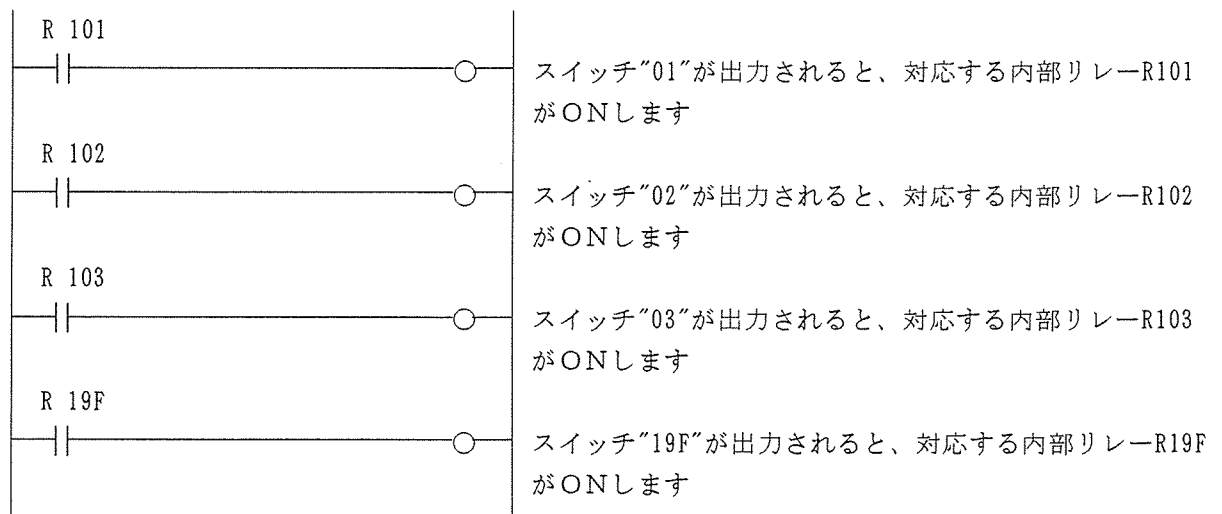 R 101
スイッチ"01"が出力されると、対応する内部リレーR101
がONします
R 102
スイッチ"02"が出力されると、対応する内部リレーR102
がONします
R 103
スイッチ"03"が出力されると、対応する内部リレーR103
がONします
R 19F
スイッチ"19F"が出力されると、対応する内部リレーR19F
がONします